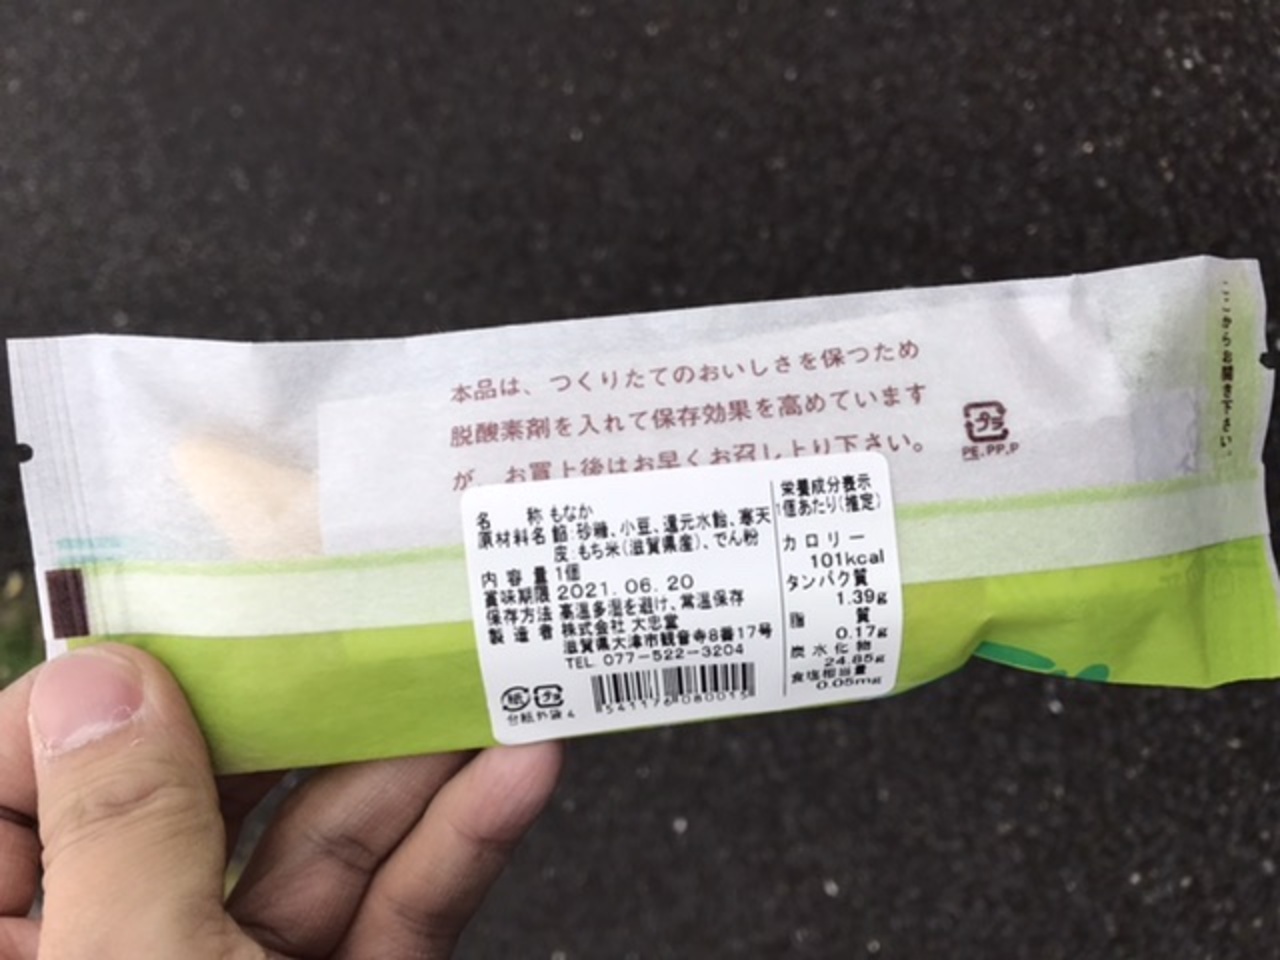 本品は、つくりたてのおいしさを保つため
脱酸素剤を入れて保存効果を高めています
が、お買上後はお早くお召し上り下さい。
プラ
PE.PP.P
ここからお開き下さい。
名称 もなか
原材料名 餡:砂糖、小豆、還元水飴、寒天
皮:もち米(滋賀県産)、でん粉
内容量 1個
賞味期限 2021.06.20
保存方法 高温多湿を避け、常温保存
製造者 株式会社 大忠堂
滋賀県大津市観音寺8番17号
TEL 077-522-3204
紙 プラ
台紙 外袋
栄養成分表示
1個あたり(推定)
カロリー
101kcal
タンパク質
1.39g
脂質
0.17g
炭水化物
24.85g
食塩相当量
0.05mg